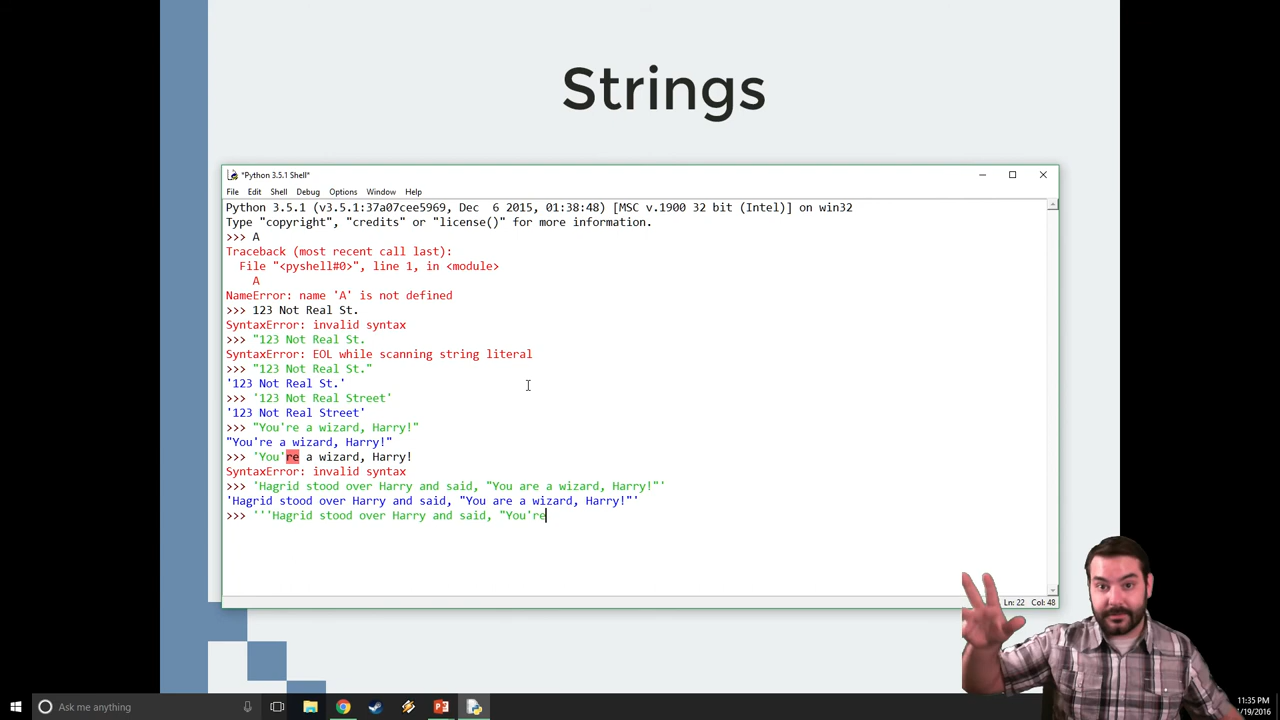 Strings
*Python 3.5.1 Shell*
File Edit Shell Debug Options Window Help
Python 3.5.1 (v3.5.1:37a07cee5969, Dec  6 2015, 01:38:48) [MSC v.1900 32 bit (Intel)] on win32
Type "copyright", "credits" or "license()" for more information.
>>> A
Traceback (most recent call last):
  File "<pyshell#0>", line 1, in <module>
    A
NameError: name 'A' is not defined
>>> 123 Not Real St.
SyntaxError: invalid syntax
>>> "123 Not Real St.
SyntaxError: EOL while scanning string literal
>>> "123 Not Real St."
'123 Not Real St.'
>>> '123 Not Real Street'
'123 Not Real Street'
>>> "You're a wizard, Harry!"
"You're a wizard, Harry!"
>>> 'You're a wizard, Harry!
SyntaxError: invalid syntax
>>> 'Hagrid stood over Harry and said, "You are a wizard, Harry!"'
'Hagrid stood over Harry and said, "You are a wizard, Harry!"'
>>> '''Hagrid stood over Harry and said, "You're
Ln: 22 Col: 48
Ask me anything
11:35 PM
/19/2016